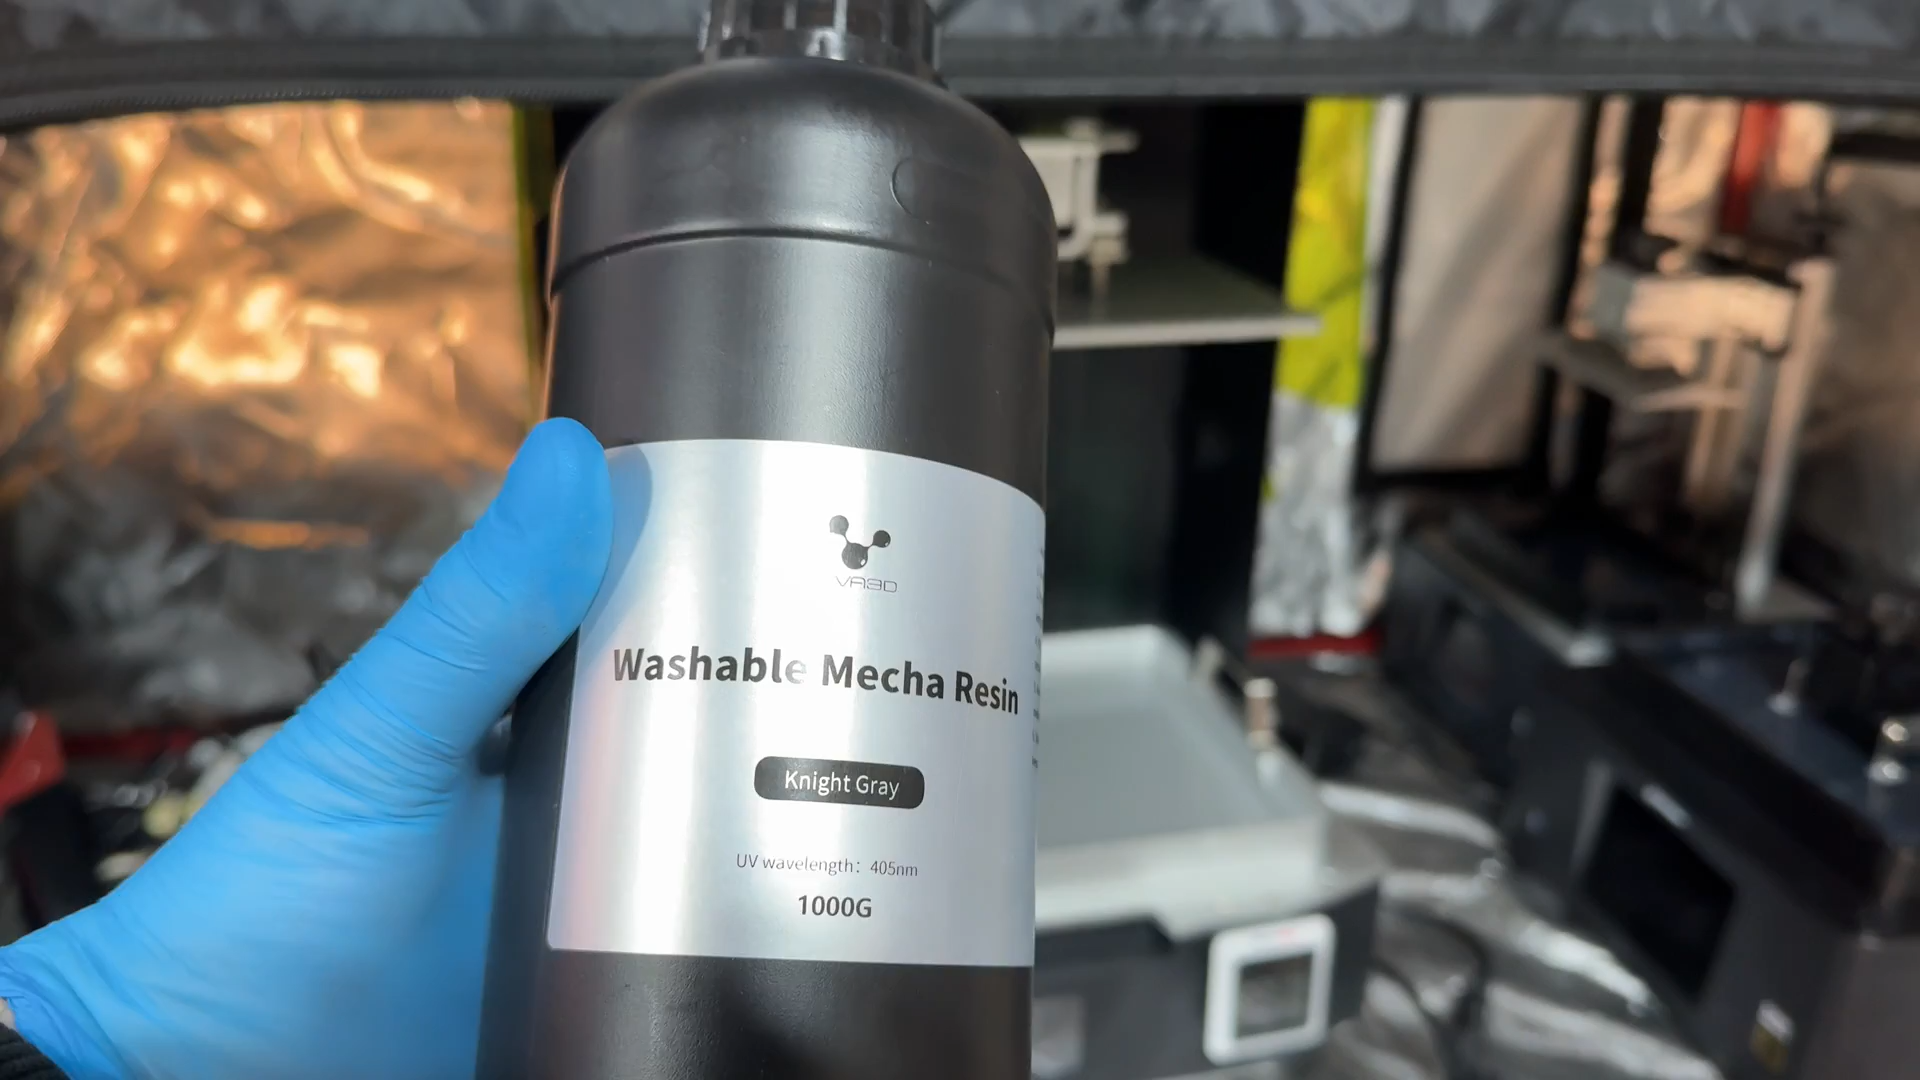 VA3D
Washable Mecha Resin
Knight Gray
UV wavelength: 405nm
1000G